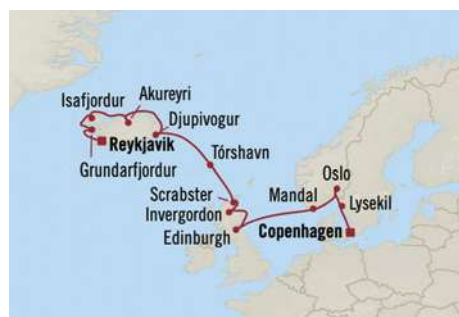 Isafjordur
Akureyri
Djupivogur
Reykjavik
Grundarfjordur
Tórshavn
Scrabster
Invergordon
Edinburgh
Mandal
Oslo
Lysekil
Copenhagen